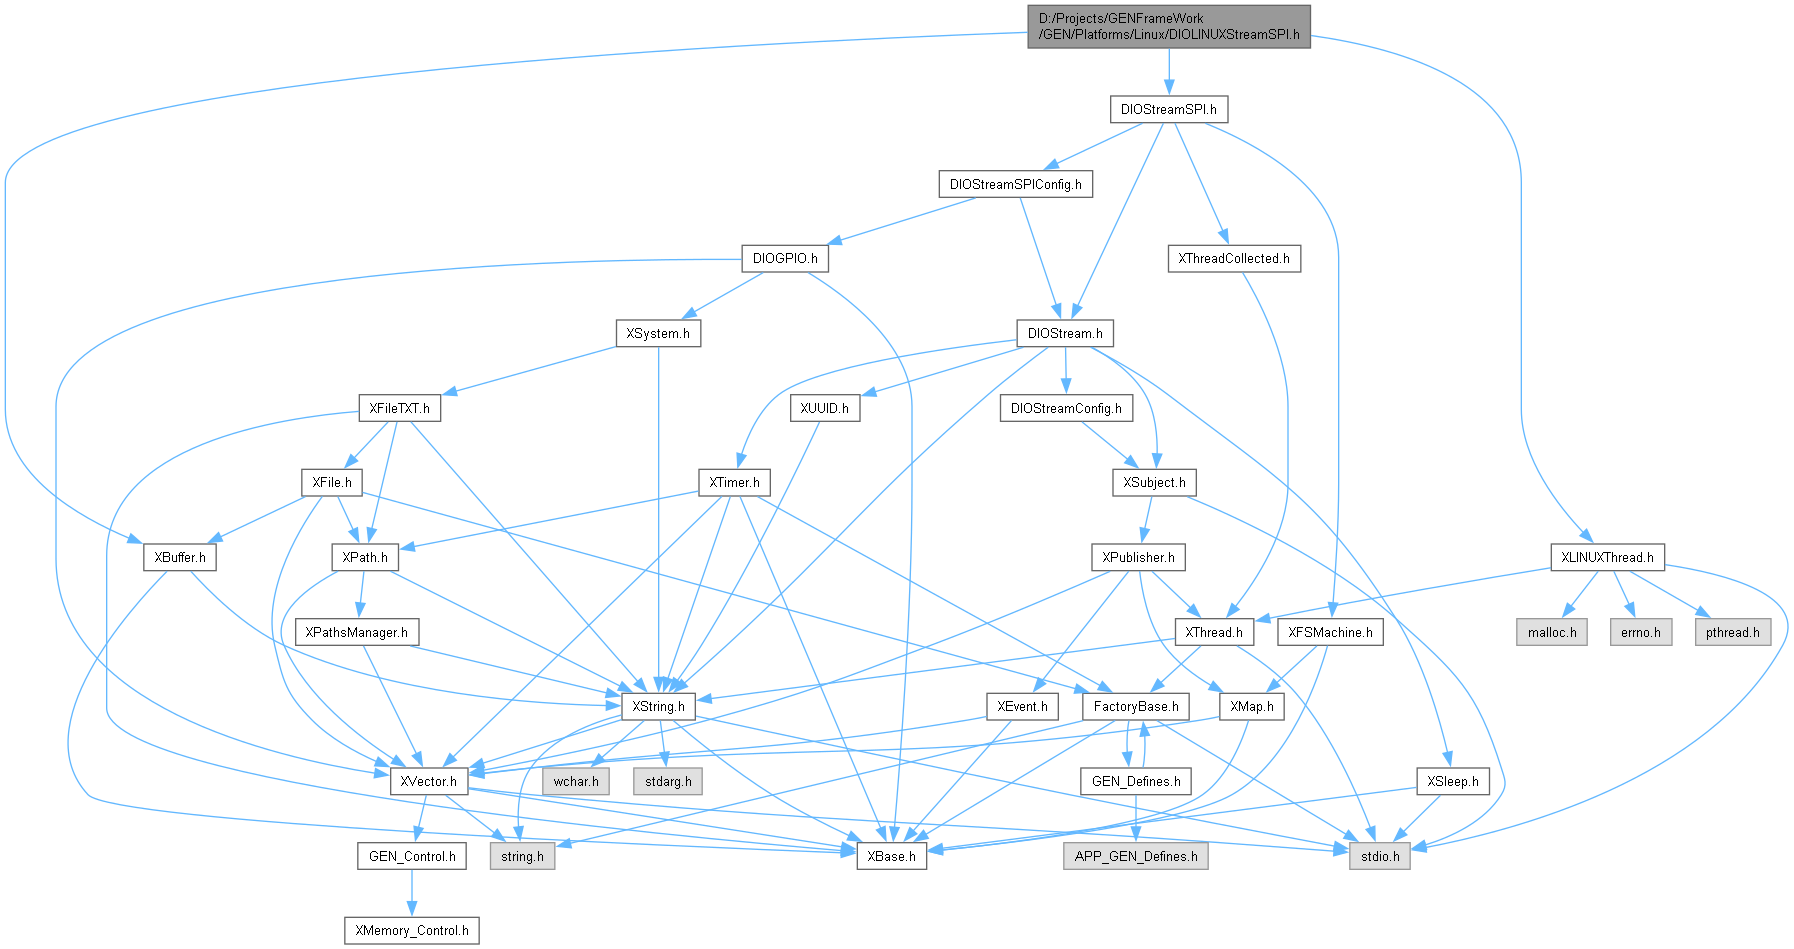 D:/Projects/GENFrameWork
/GEN/Platforms/Linux/DIOLINUXStreamSPI.h
DIOStreamSPI.h
DIOStreamSPIConfig.h
DIOGPIO.h
XThreadCollected.h
XSystem.h
DIOStream.h
XFileTXT.h
XUUID.h
DIOStreamConfig.h
XFile.h
XTimer.h
XSubject.h
XBuffer.h
XPath.h
XPublisher.h
XLINUXThread.h
XPathsManager.h
XThread.h
XFSMachine.h
malloc.h
errno.h
pthread.h
XString.h
XEvent.h
FactoryBase.h
XMap.h
XVector.h
wchar.h
stdarg.h
GEN_Defines.h
XSleep.h
GEN_Control.h
string.h
XBase.h
APP_GEN_Defines.h
stdio.h
XMemory_Control.h